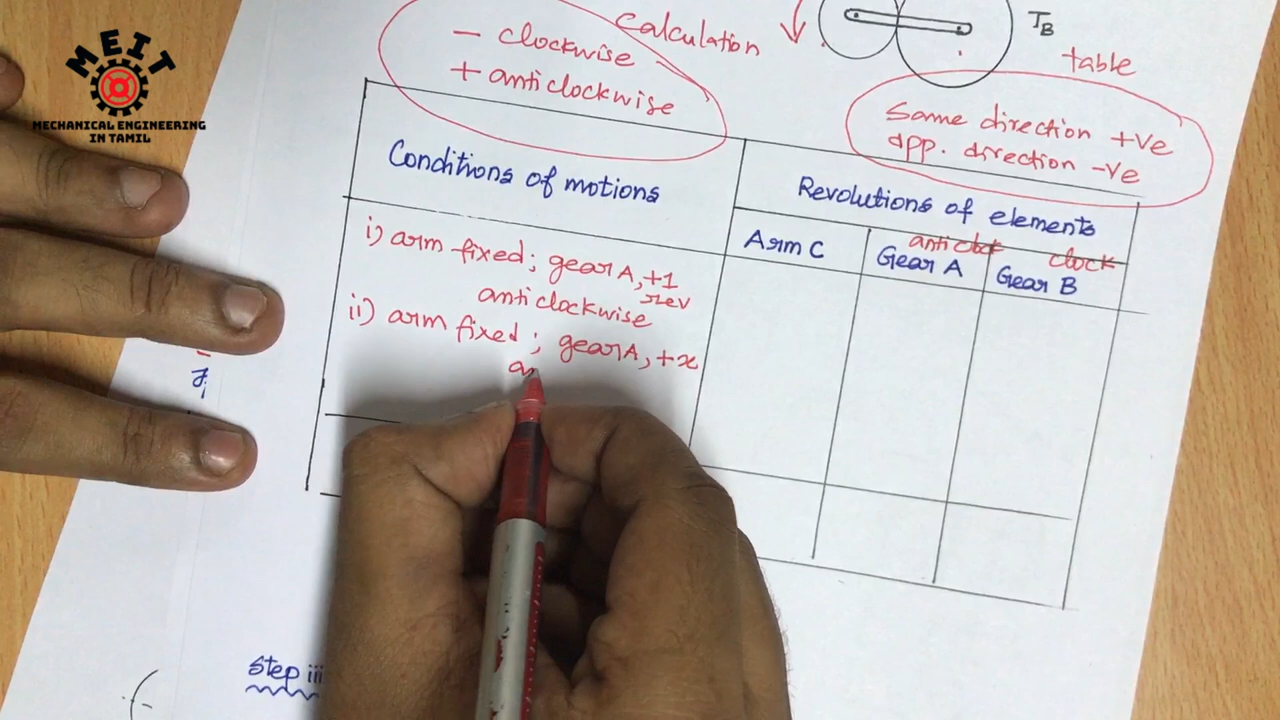 MEIT
MECHANICAL ENGINEERING
IN TAMIL
calculation
TB
table
− clockwise
+ anticlockwise
Same direction +ve
opp. direction -ve
Conditions of motions
Revolutions of elements
Arm C
anticlock
Gear A
clock
Gear B
i) arm fixed; gear A, +1
rev
anticlockwise
ii) arm fixed; gear A, +x
an
Step iii